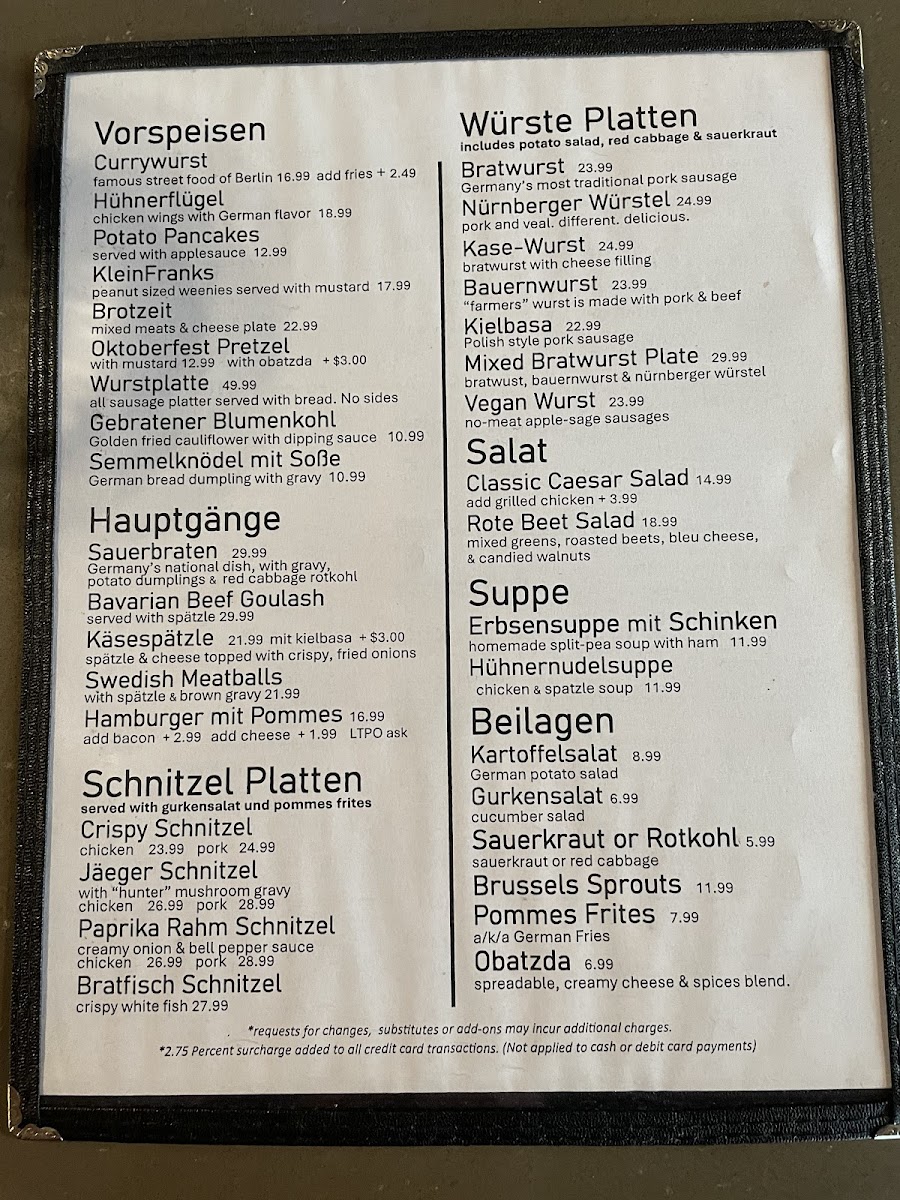 Vorspeisen
Currywurst
famous street food of Berlin 16.99 add fries + 2.49
Hühnerflügel
chicken wings with German flavor 18.99
Potato Pancakes
served with applesauce 12.99
KleinFranks
peanut sized weenies served with mustard 17.99
Brotzeit
mixed meats & cheese plate 22.99
Oktoberfest Pretzel
with mustard 12.99 with obatzda + $3.00
Wurstplatte 49.99
all sausage platter served with bread. No sides
Gebratener Blumenkohl
Golden fried cauliflower with dipping sauce 10.99
Semmelknödel mit Soße
German bread dumpling with gravy 10.99
Hauptgänge
Sauerbraten 29.99
Germany's national dish, with gravy,
potato dumplings & red cabbage rotkohl
Bavarian Beef Goulash
served with spätzle 29.99
Käsespätzle 21.99 mit kielbasa + $3.00
spätzle & cheese topped with crispy, fried onions
Swedish Meatballs
with spätzle & brown gravy 21.99
Hamburger mit Pommes 16.99
add bacon + 2.99 add cheese + 1.99 LTPO ask
Schnitzel Platten
served with gurkensalat und pommes frites
Crispy Schnitzel
chicken 23.99 pork 24.99
Jäeger Schnitzel
with "hunter" mushroom gravy
chicken 26.99 pork 28.99
Paprika Rahm Schnitzel
creamy onion & bell pepper sauce
chicken 26.99 pork 28.99
Bratfisch Schnitzel
crispy white fish 27.99
Würste Platten
includes potato salad, red cabbage & sauerkraut
Bratwurst 23.99
Germany's most traditional pork sausage
Nürnberger Würstel 24.99
pork and veal. different. delicious.
Kase-Wurst 24.99
bratwurst with cheese filling
Bauernwurst 23.99
"farmers" wurst is made with pork & beef
Kielbasa 22.99
Polish style pork sausage
Mixed Bratwurst Plate 29.99
bratwust, bauernwurst & nürnberger würstel
Vegan Wurst 23.99
no-meat apple-sage sausages
Salat
Classic Caesar Salad 14.99
add grilled chicken + 3.99
Rote Beet Salad 18.99
mixed greens, roasted beets, bleu cheese,
& candied walnuts
Suppe
Erbsensuppe mit Schinken
homemade split-pea soup with ham 11.99
Hühnernudelsuppe
chicken & spatzle soup 11.99
Beilagen
Kartoffelsalat 8.99
German potato salad
Gurkensalat 6.99
cucumber salad
Sauerkraut or Rotkohl 5.99
sauerkraut or red cabbage
Brussels Sprouts 11.99
Pommes Frites 7.99
a/k/a German Fries
Obatzda 6.99
spreadable, creamy cheese & spices blend.
*requests for changes, substitutes or add-ons may incur additional charges.
*2.75 Percent surcharge added to all credit card transactions. (Not applied to cash or debit card payments)